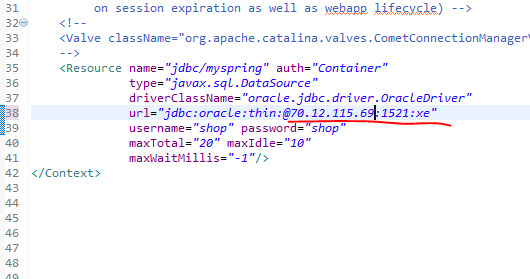 31 on session expiration as well as webapp lifecycle) -->
32 <!--
33 <Valve className="org.apache.catalina.valves.CometConnectionManagerV
34 -->
35 <Resource name="jdbc/myspring" auth="Container"
36 type="javax.sql.DataSource"
37 driverClassName="oracle.jdbc.driver.OracleDriver"
38 url="jdbc:oracle:thin:@70.12.115.69:1521:xe"
39 username="shop" password="shop"
40 maxTotal="20" maxIdle="10"
41 maxWaitMillis="-1"/>
42 </Context>
43
44
45
46
47
48
49